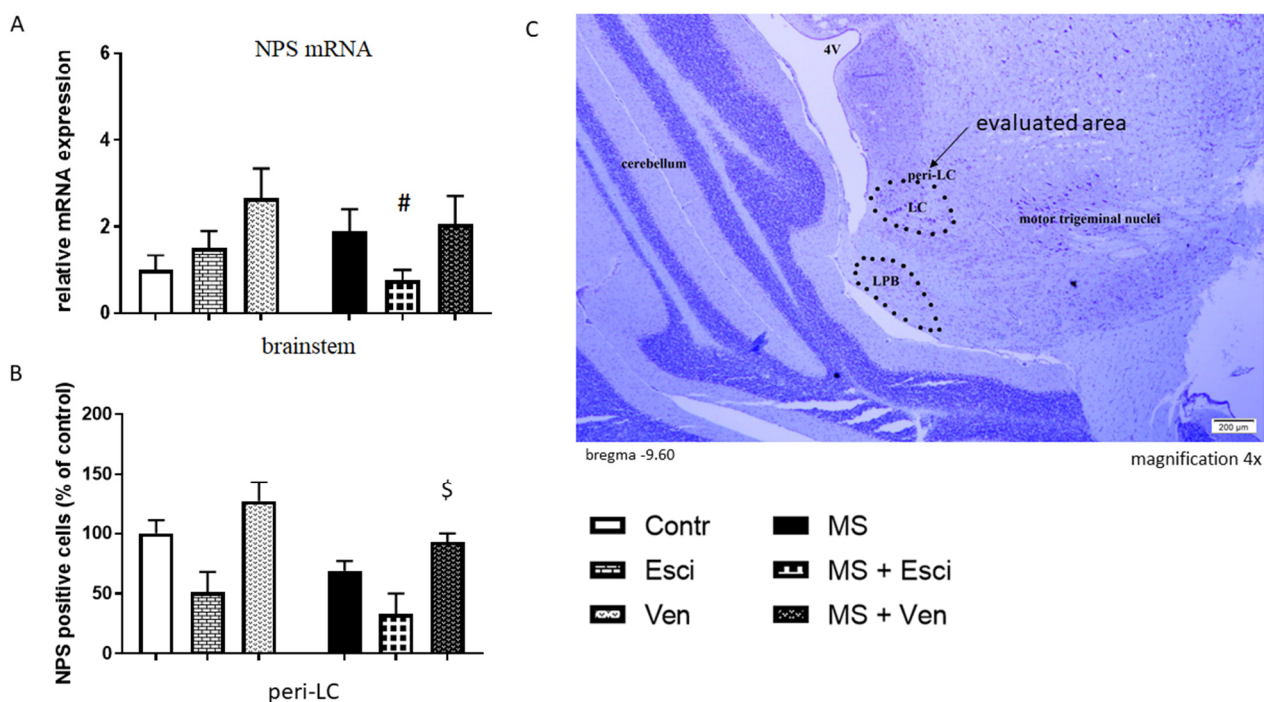 A
NPS mRNA
relative mRNA expression
6
4
2
0
#
brainstem
B
NPS positive cells (% of control)
200
150
100
50
0
$
peri-LC
C
4V
evaluated area
cerebellum
peri-LC
LC
motor trigeminal nuclei
LPB
200 µm
bregma -9.60
magnification 4x
Contr
MS
Esci
MS + Esci
Ven
MS + Ven